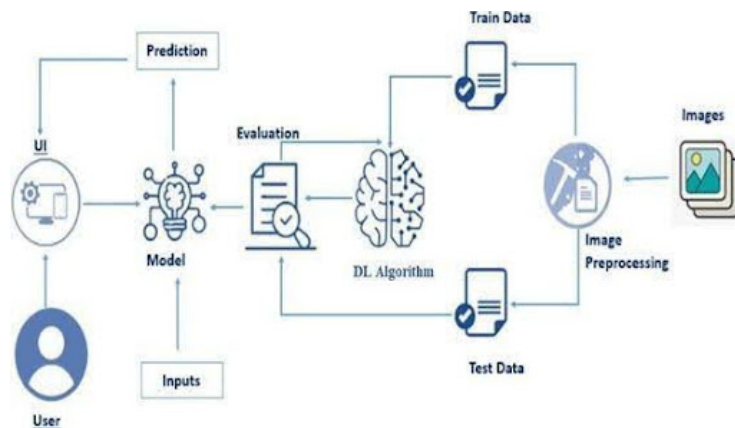 Train Data
Prediction
Images
Evaluation
UI
Image
Preprocessing
Model
DL Algorithm
Inputs
Test Data
User